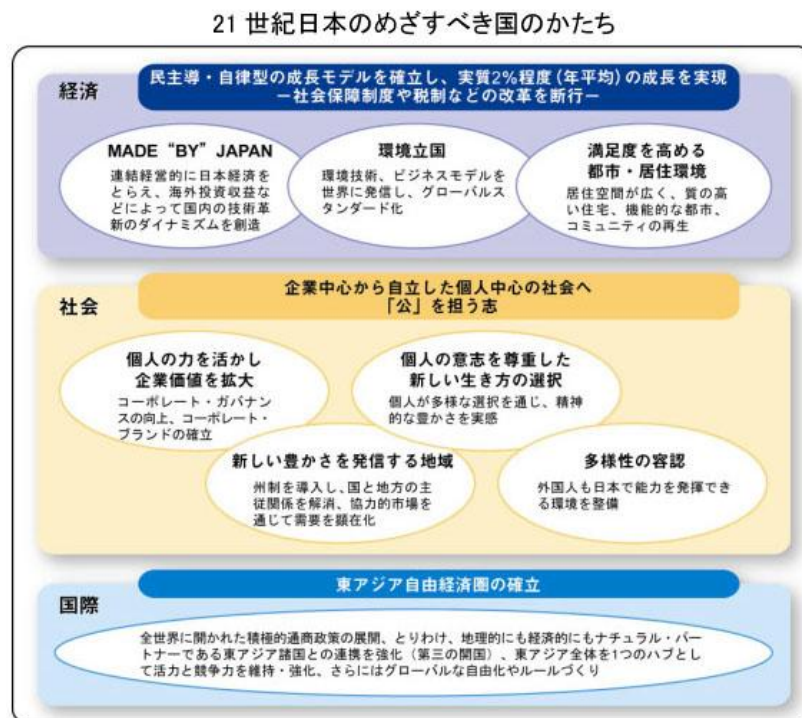 21 世紀日本のめざすべき国のかたち
経済
民主導・自律型の成長モデルを確立し、実質2%程度(年平均)の成長を実現
ー社会保障制度や税制などの改革を断行ー
MADE “BY” JAPAN
連結経営的に日本経済を
とらえ、海外投資収益な
どによって国内の技術革
新のダイナミズムを創造
環境立国
環境技術、ビジネスモデルを
世界に発信し、グローバルス
タンダード化
満足度を高める
都市・居住環境
居住空間が広く、質の高
い住宅、機能的な都市、
コミュニティの再生
社会
企業中心から自立した個人中心の社会へ
「公」を担う志
個人の力を活かし
企業価値を拡大
コーポレート・ガバナン
スの向上、コーポレート・
ブランドの確立
個人の意志を尊重した
新しい生き方の選択
個人が多様な選択を通じ、精神
的な豊かさを実感
新しい豊かさを発信する地域
州制を導入し、国と地方の主
従関係を解消、協力的市場を
通じて需要を顕在化
多様性の容認
外国人も日本で能力を発揮でき
る環境を整備
国際
東アジア自由経済圏の確立
全世界に開かれた積極的通商政策の展開、とりわけ、地理的にも経済的にもナチュラル・パー
トナーである東アジア諸国との連携を強化(第三の開国)、東アジア全体を1つのハブとし
て活力と競争力を維持・強化、さらにはグローバルな自由化やルールづくり